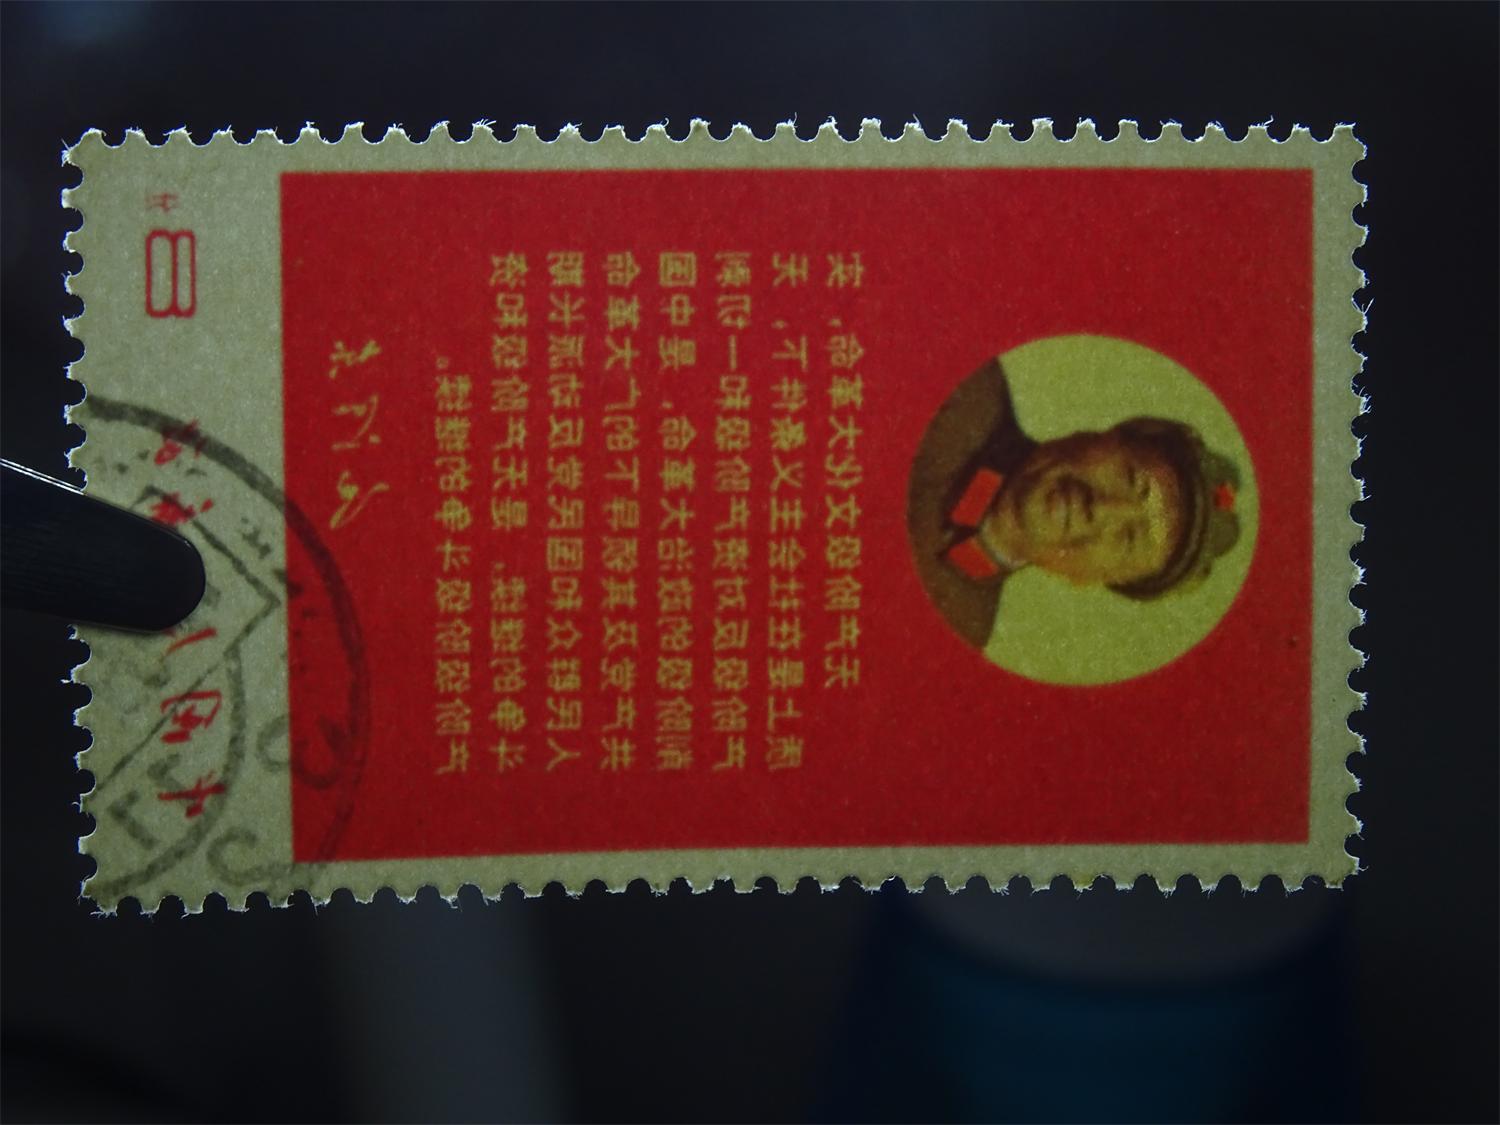 无产阶级文化大革命，实
质上是在社会主义条件下，无
产阶级反对资产阶级和一切剥
削阶级的政治大革命，是中国
共产党及其领导下的广大革命
人民群众和国民党反动派长期
斗争的继续，是无产阶级和资
产阶级阶级斗争的继续。
毛泽东
中国人 8分